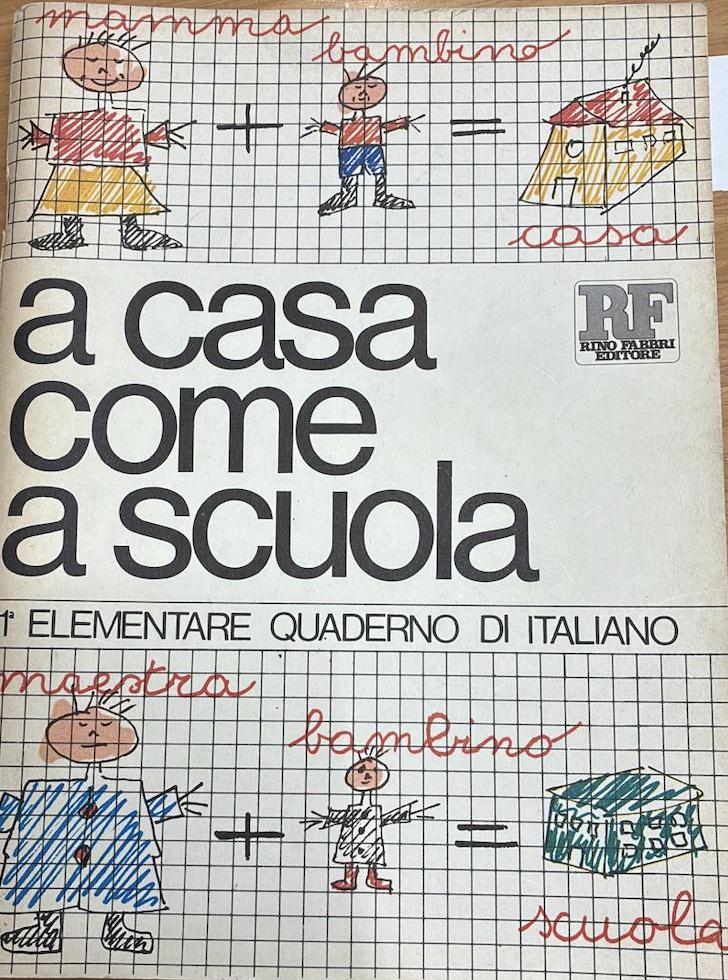 mamma
bambino
+
=
casa
a casa
RF
RINO FABBRI
EDITORE
come
a scuola
1ª ELEMENTARE QUADERNO DI ITALIANO
maestra
bambino
+
=
scuola